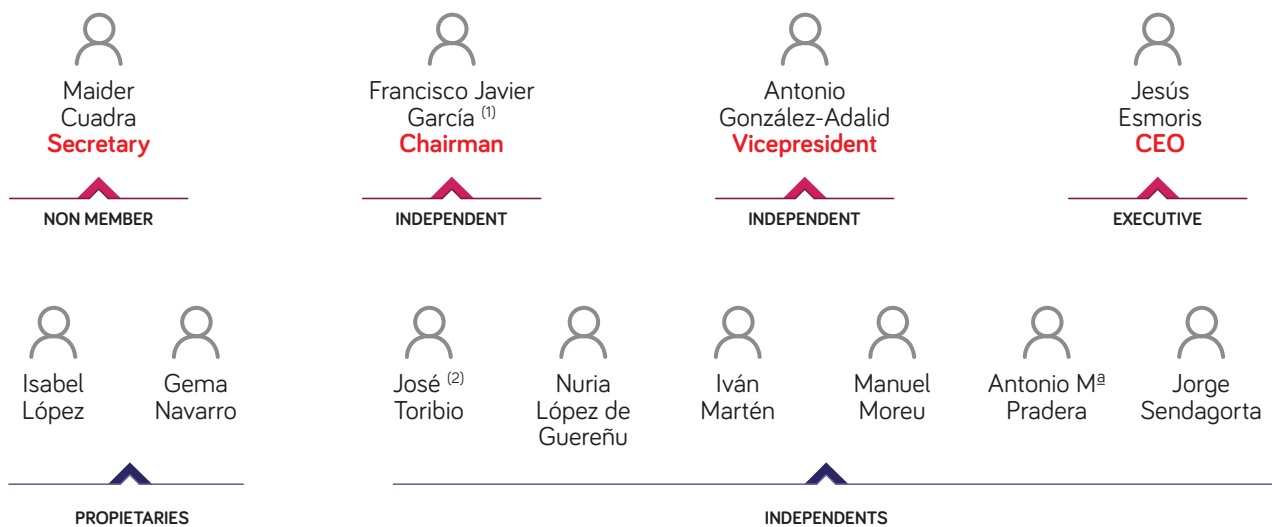 Maider
Cuadra
Secretary
NON MEMBER
Francisco Javier
García (1)
Chairman
INDEPENDENT
Antonio
González-Adalid
Vicepresident
INDEPENDENT
Jesús
Esmoris
CEO
EXECUTIVE
Isabel
López
Gema
Navarro
PROPIETARIES
José (2)
Toribio
Nuria
López de
Guereñu
Iván
Martén
Manuel
Moreu
Antonio Mª
Pradera
Jorge
Sendagorta
INDEPENDENTS